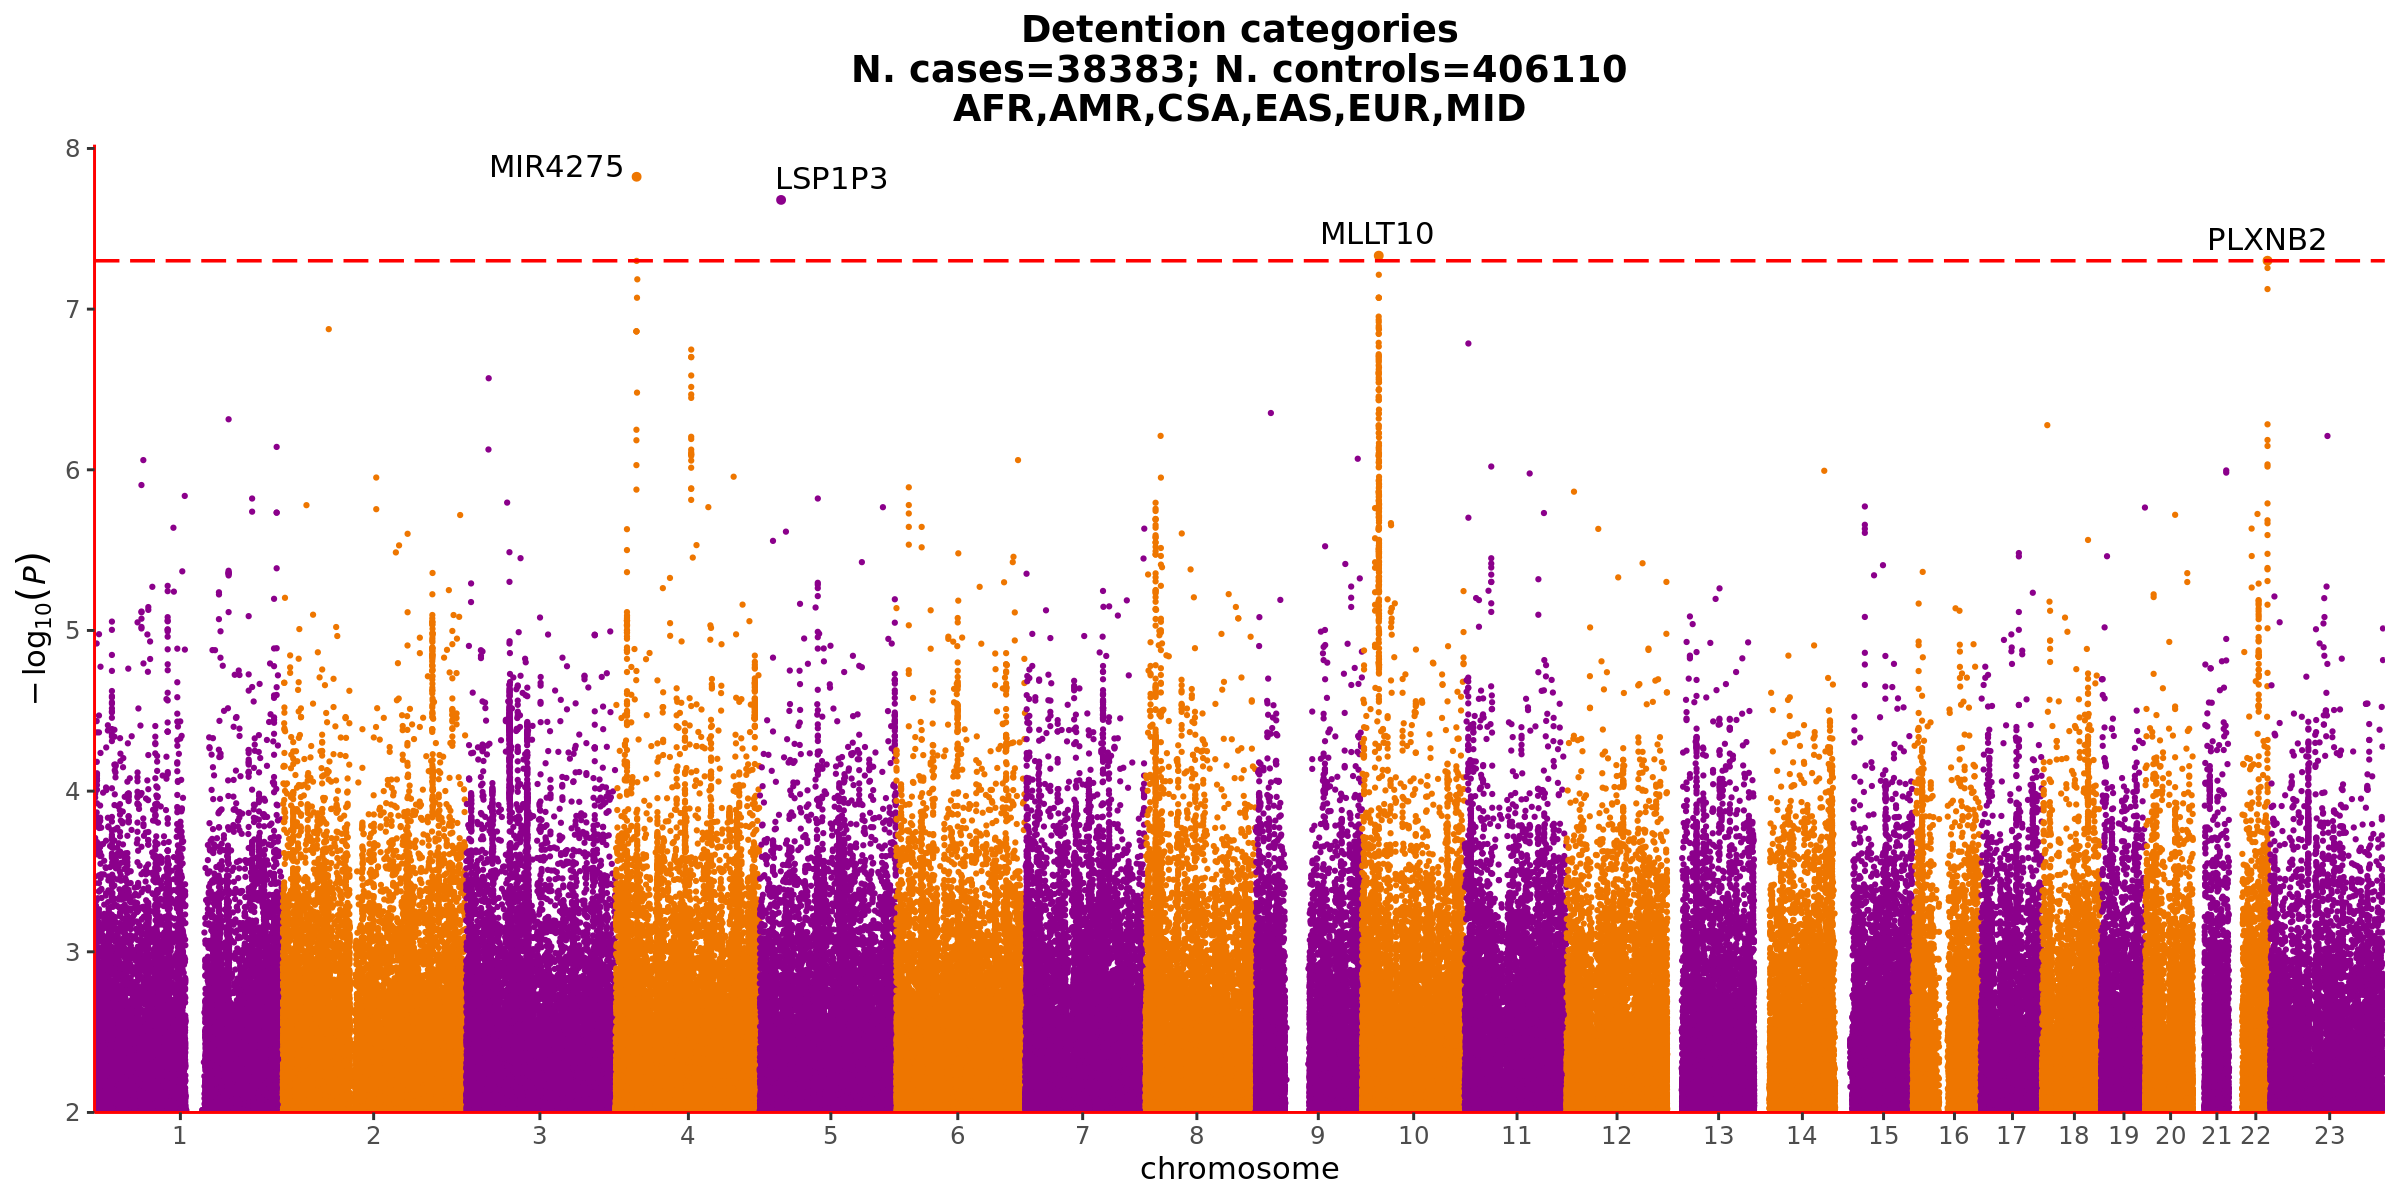 Detention categories
N. cases=38383; N. controls=406110
AFR,AMR,CSA,EAS,EUR,MID
8
MIR4275
LSP1P3
MLLT10
PLXNB2
7
6
5
4
3
2
−log10(P)
1 2 3 4 5 6 7 8 9 10 11 12 13 14 15 16 17 18 19 20 21 22 23
chromosome